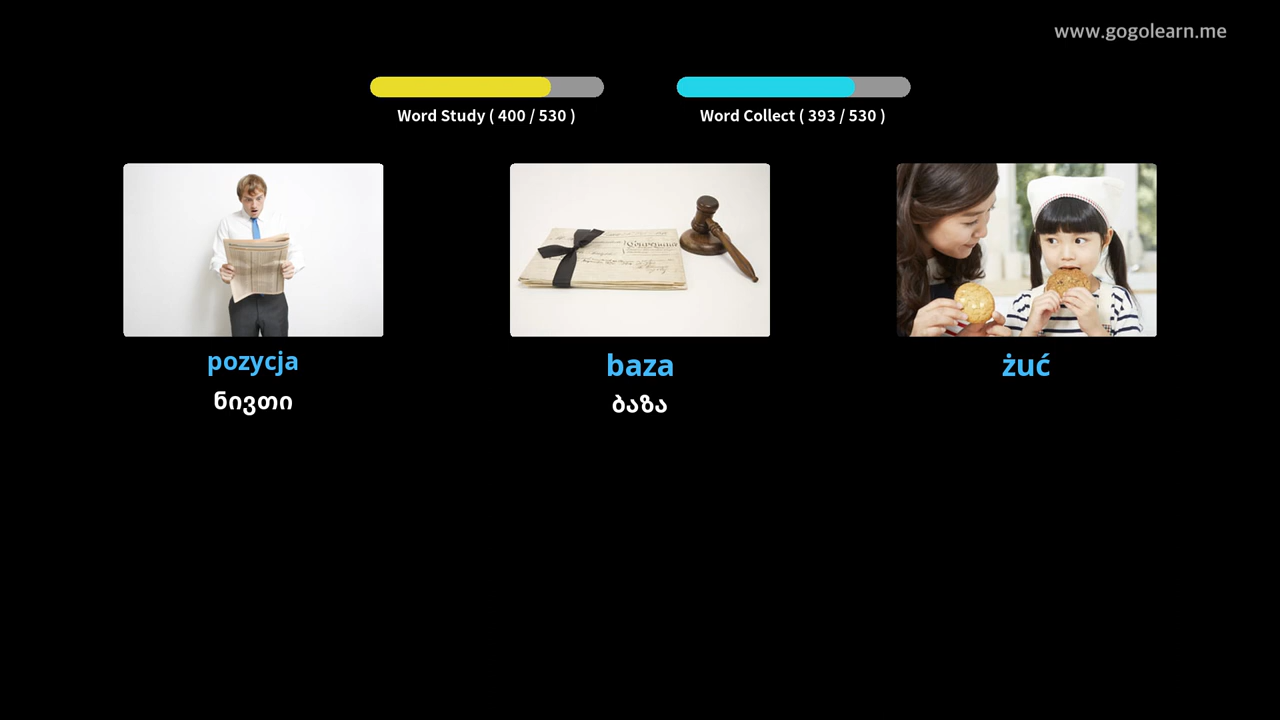 www.gogolearn.me
Word Study ( 400 / 530 )
Word Collect ( 393 / 530 )
pozycja
ნივთი
baza
ბაზა
żuć